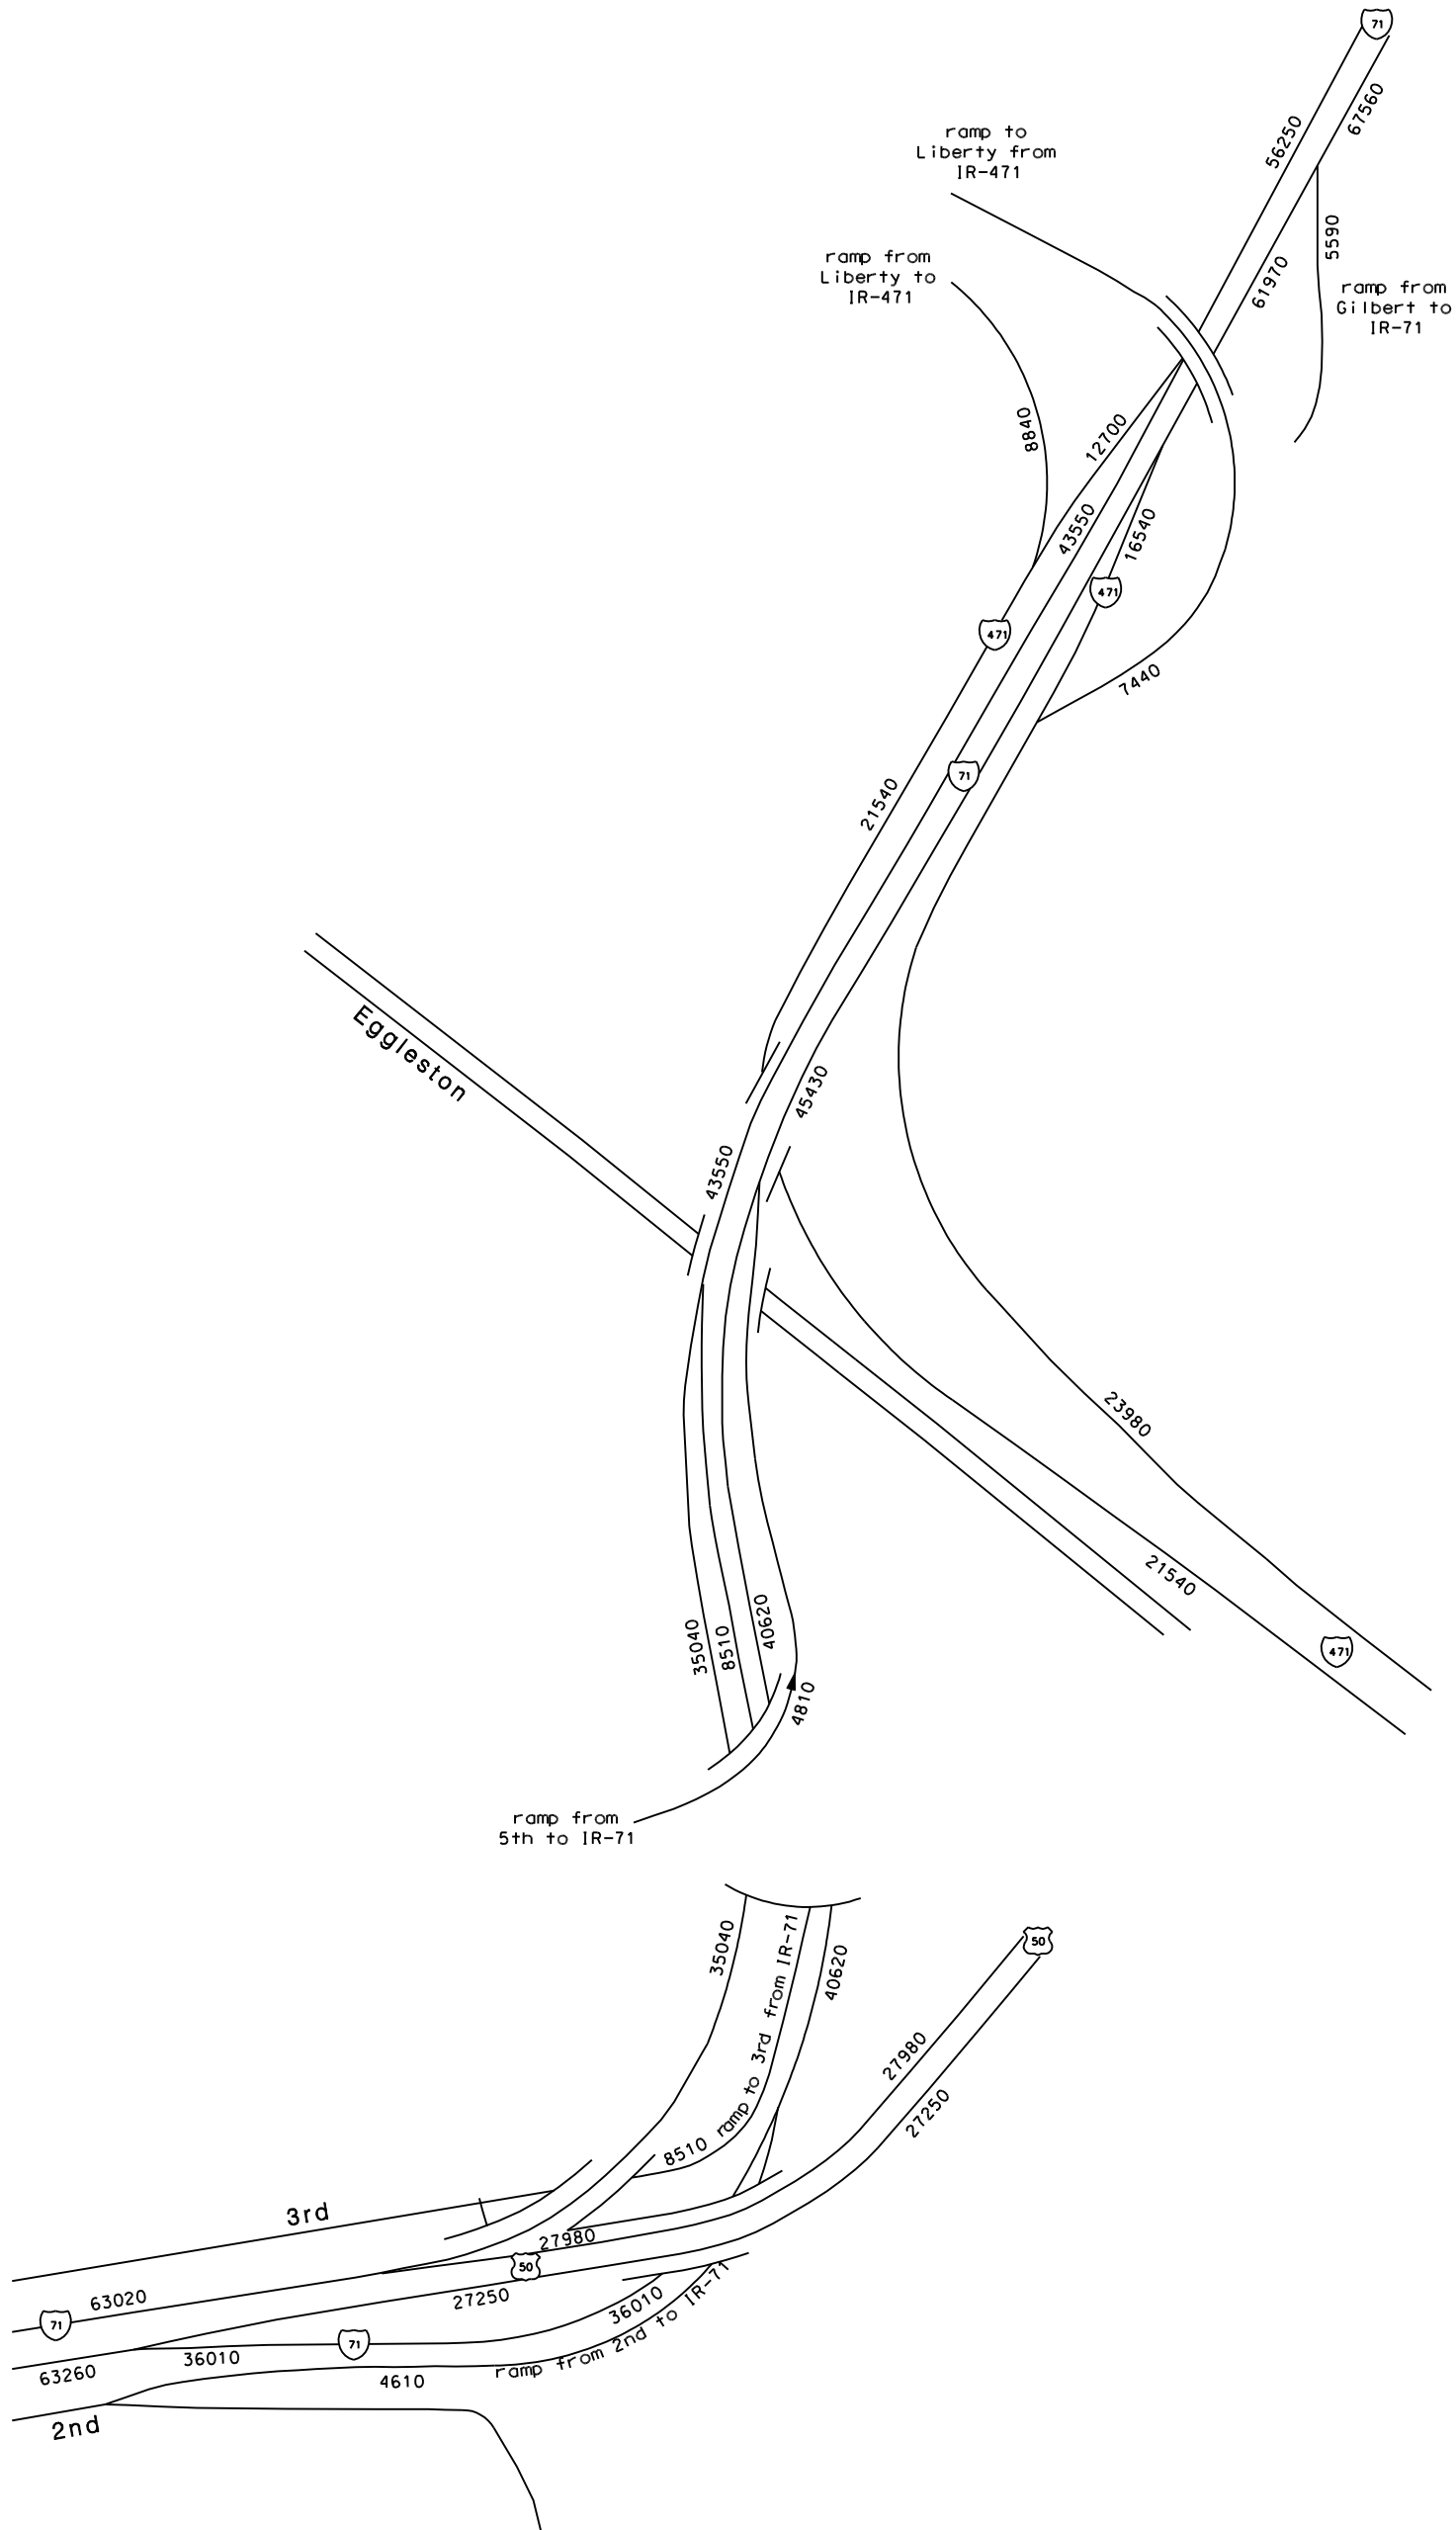 71
56250
67560
ramp to
Liberty from
IR-471
5590
61970
ramp from
Liberty to
IR-471
ramp from
Gilbert to
IR-71
8840
12700
43550
16540
471
471
7440
71
21540
Eggleston
45430
43550
23980
21540
471
35040
8510
40620
4810
ramp from
5th to IR-71
35040
ramp to 3rd from IR-71
40620
50
27980
27250
8510
3rd
27980
50
63020
71
27250
36010
ramp from 2nd to IR-71
71
36010
63260
4610
2nd